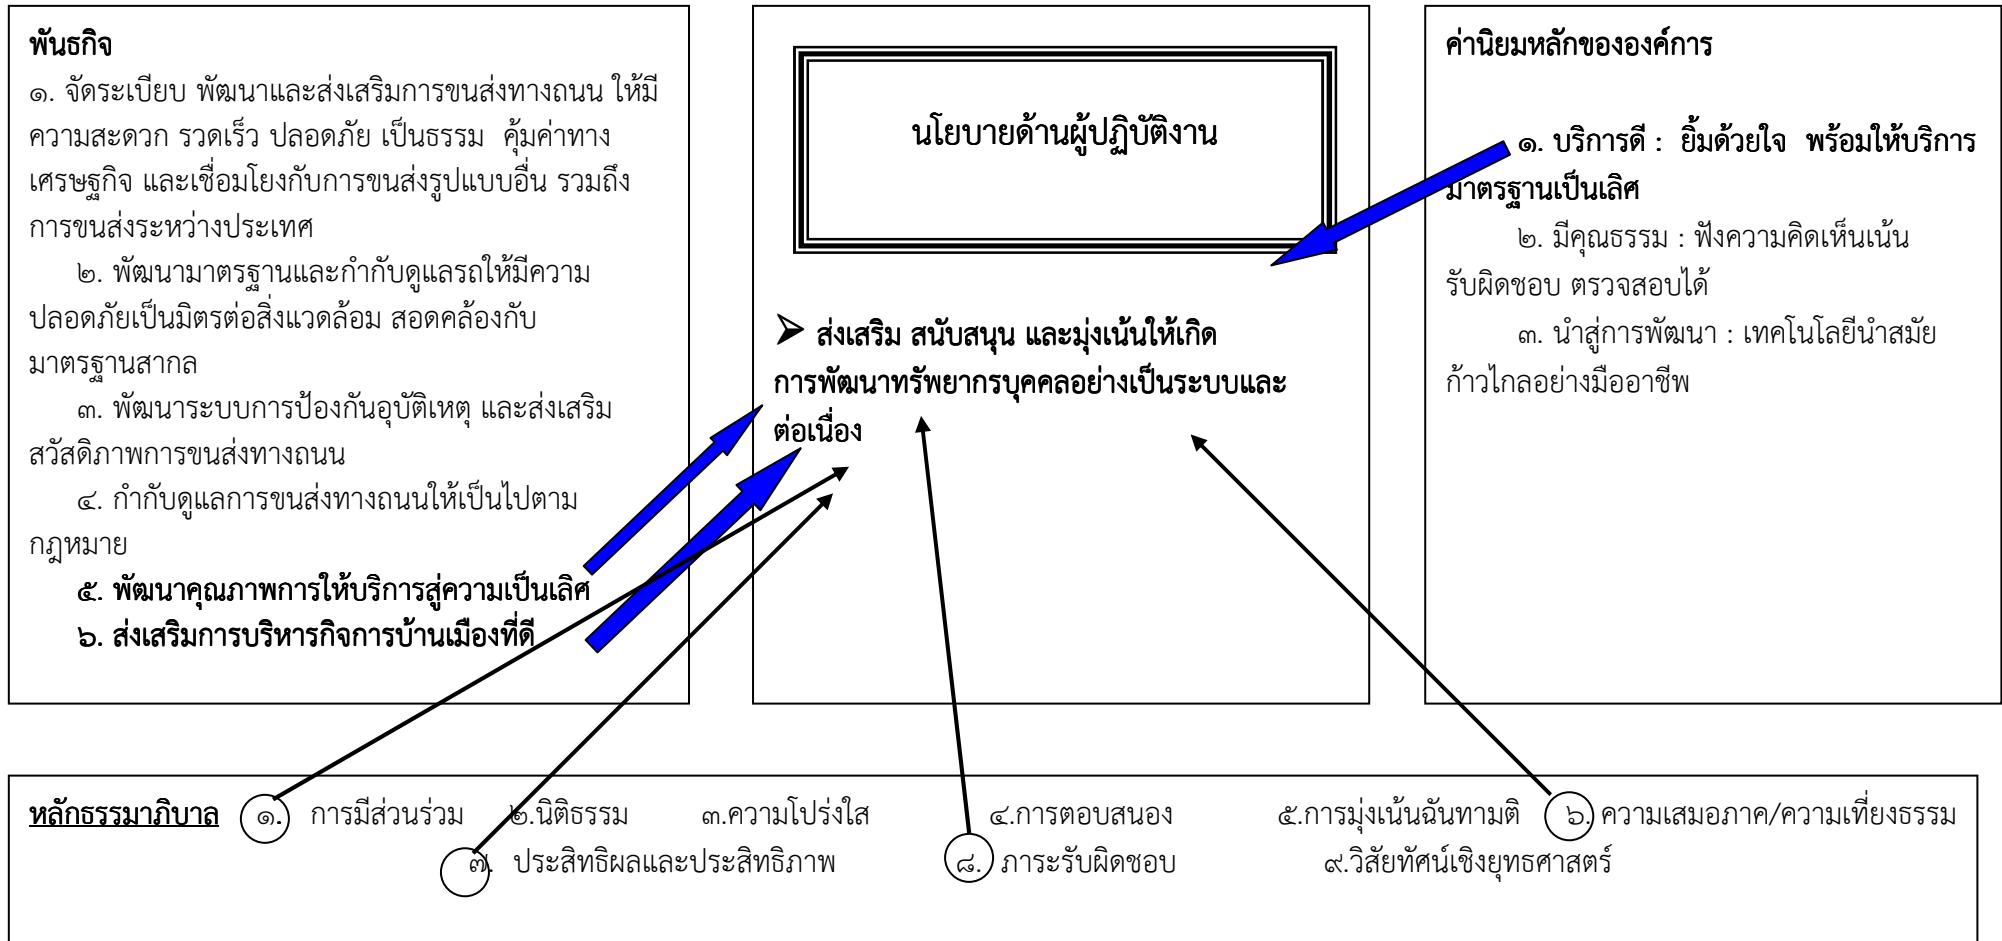 พันธกิจ
๑. จัดระเบียบ พัฒนาและส่งเสริมการขนส่งทางถนน ให้มี
ความสะดวก รวดเร็ว ปลอดภัย เป็นธรรม คุ้มค่าทาง
เศรษฐกิจ และเชื่อมโยงกับการขนส่งรูปแบบอื่น รวมถึง
การขนส่งระหว่างประเทศ
๒. พัฒนามาตรฐานและกำกับดูแลรถให้มีความ
ปลอดภัยเป็นมิตรต่อสิ่งแวดล้อม สอดคล้องกับ
มาตรฐานสากล
๓. พัฒนาระบบการป้องกันอุบัติเหตุ และส่งเสริม
สวัสดิภาพการขนส่งทางถนน
๔. กำกับดูแลการขนส่งทางถนนให้เป็นไปตาม
กฎหมาย
๕. พัฒนาคุณภาพการให้บริการสู่ความเป็นเลิศ
๖. ส่งเสริมการบริหารกิจการบ้านเมืองที่ดี
นโยบายด้านผู้ปฏิบัติงาน
ส่งเสริม สนับสนุน และมุ่งเน้นให้เกิด
การพัฒนาทรัพยากรบุคคลอย่างเป็นระบบและ
ต่อเนื่อง
ค่านิยมหลักขององค์การ
๑. บริการดี : ยิ้มด้วยใจ พร้อมให้บริการ
มาตรฐานเป็นเลิศ
๒. มีคุณธรรม : ฟังความคิดเห็นเน้น
รับผิดชอบ ตรวจสอบได้
๓. นำสู่การพัฒนา : เทคโนโลยีนำสมัย
ก้าวไกลอย่างมืออาชีพ
หลักธรรมาภิบาล ๑. การมีส่วนร่วม ๒.นิติธรรม ๓.ความโปร่งใส ๔.การตอบสนอง ๕.การมุ่งเน้นฉันทามติ ๖. ความเสมอภาค/ความเที่ยงธรรม
๗. ประสิทธิผลและประสิทธิภาพ ๘. ภาระรับผิดชอบ ๙.วิสัยทัศน์เชิงยุทธศาสตร์